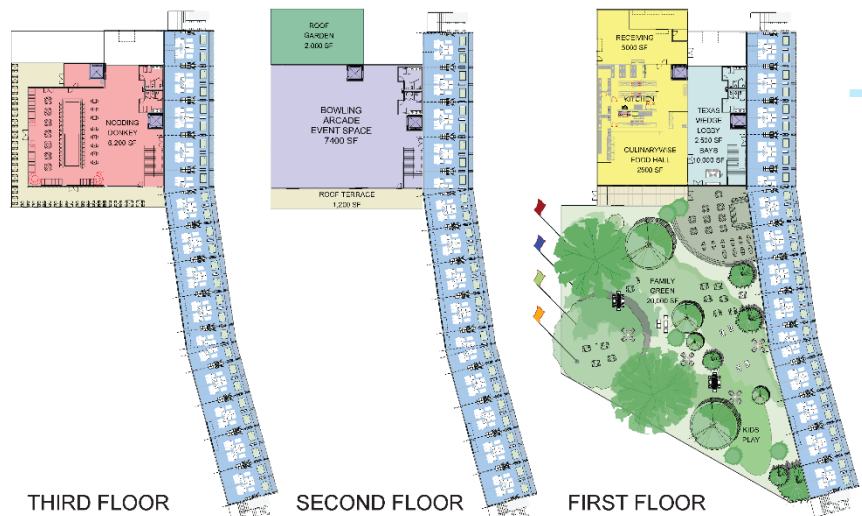 NODDING
DONKEY
6,200 SF
THIRD FLOOR
ROOF
GARDEN
2,000 SF
BOWLING
ARCADE
EVENT SPACE
7400 SF
ROOF TERRACE
1,200 SF
SECOND FLOOR
RECEIVING
5000 SF
KITCHEN
CULINARYWISE
FOOD HALL
2500 SF
TEXAS
WEDGE
LOBBY
2,500 SF
BAYS
10,000 SF
FAMILY
GREEN
20,000 SF
KIDS
PLAY
FIRST FLOOR